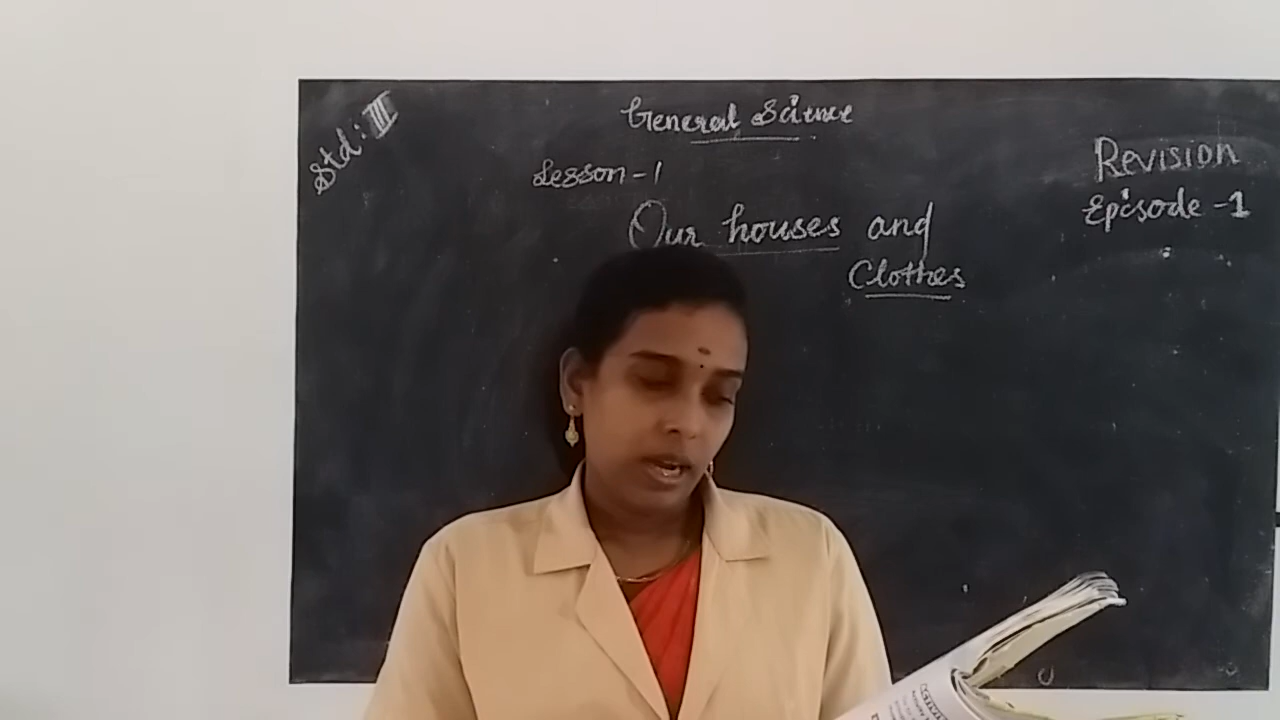 Std: III
General Science
Revision
Episode - 1
Lesson - 1
Our houses and
Clothes